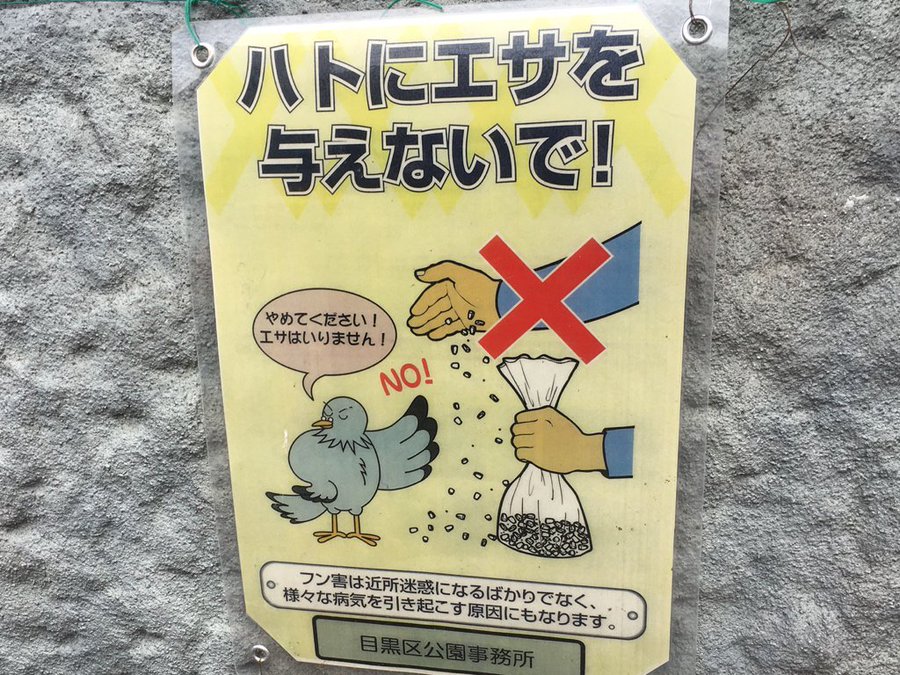 ハトにエサを
与えないで!
やめてください!
エサはいりません!
NO!
フン害は近所迷惑になるばかりでなく、
様々な病気を引き起こす原因にもなります。
目黒区公園事務所